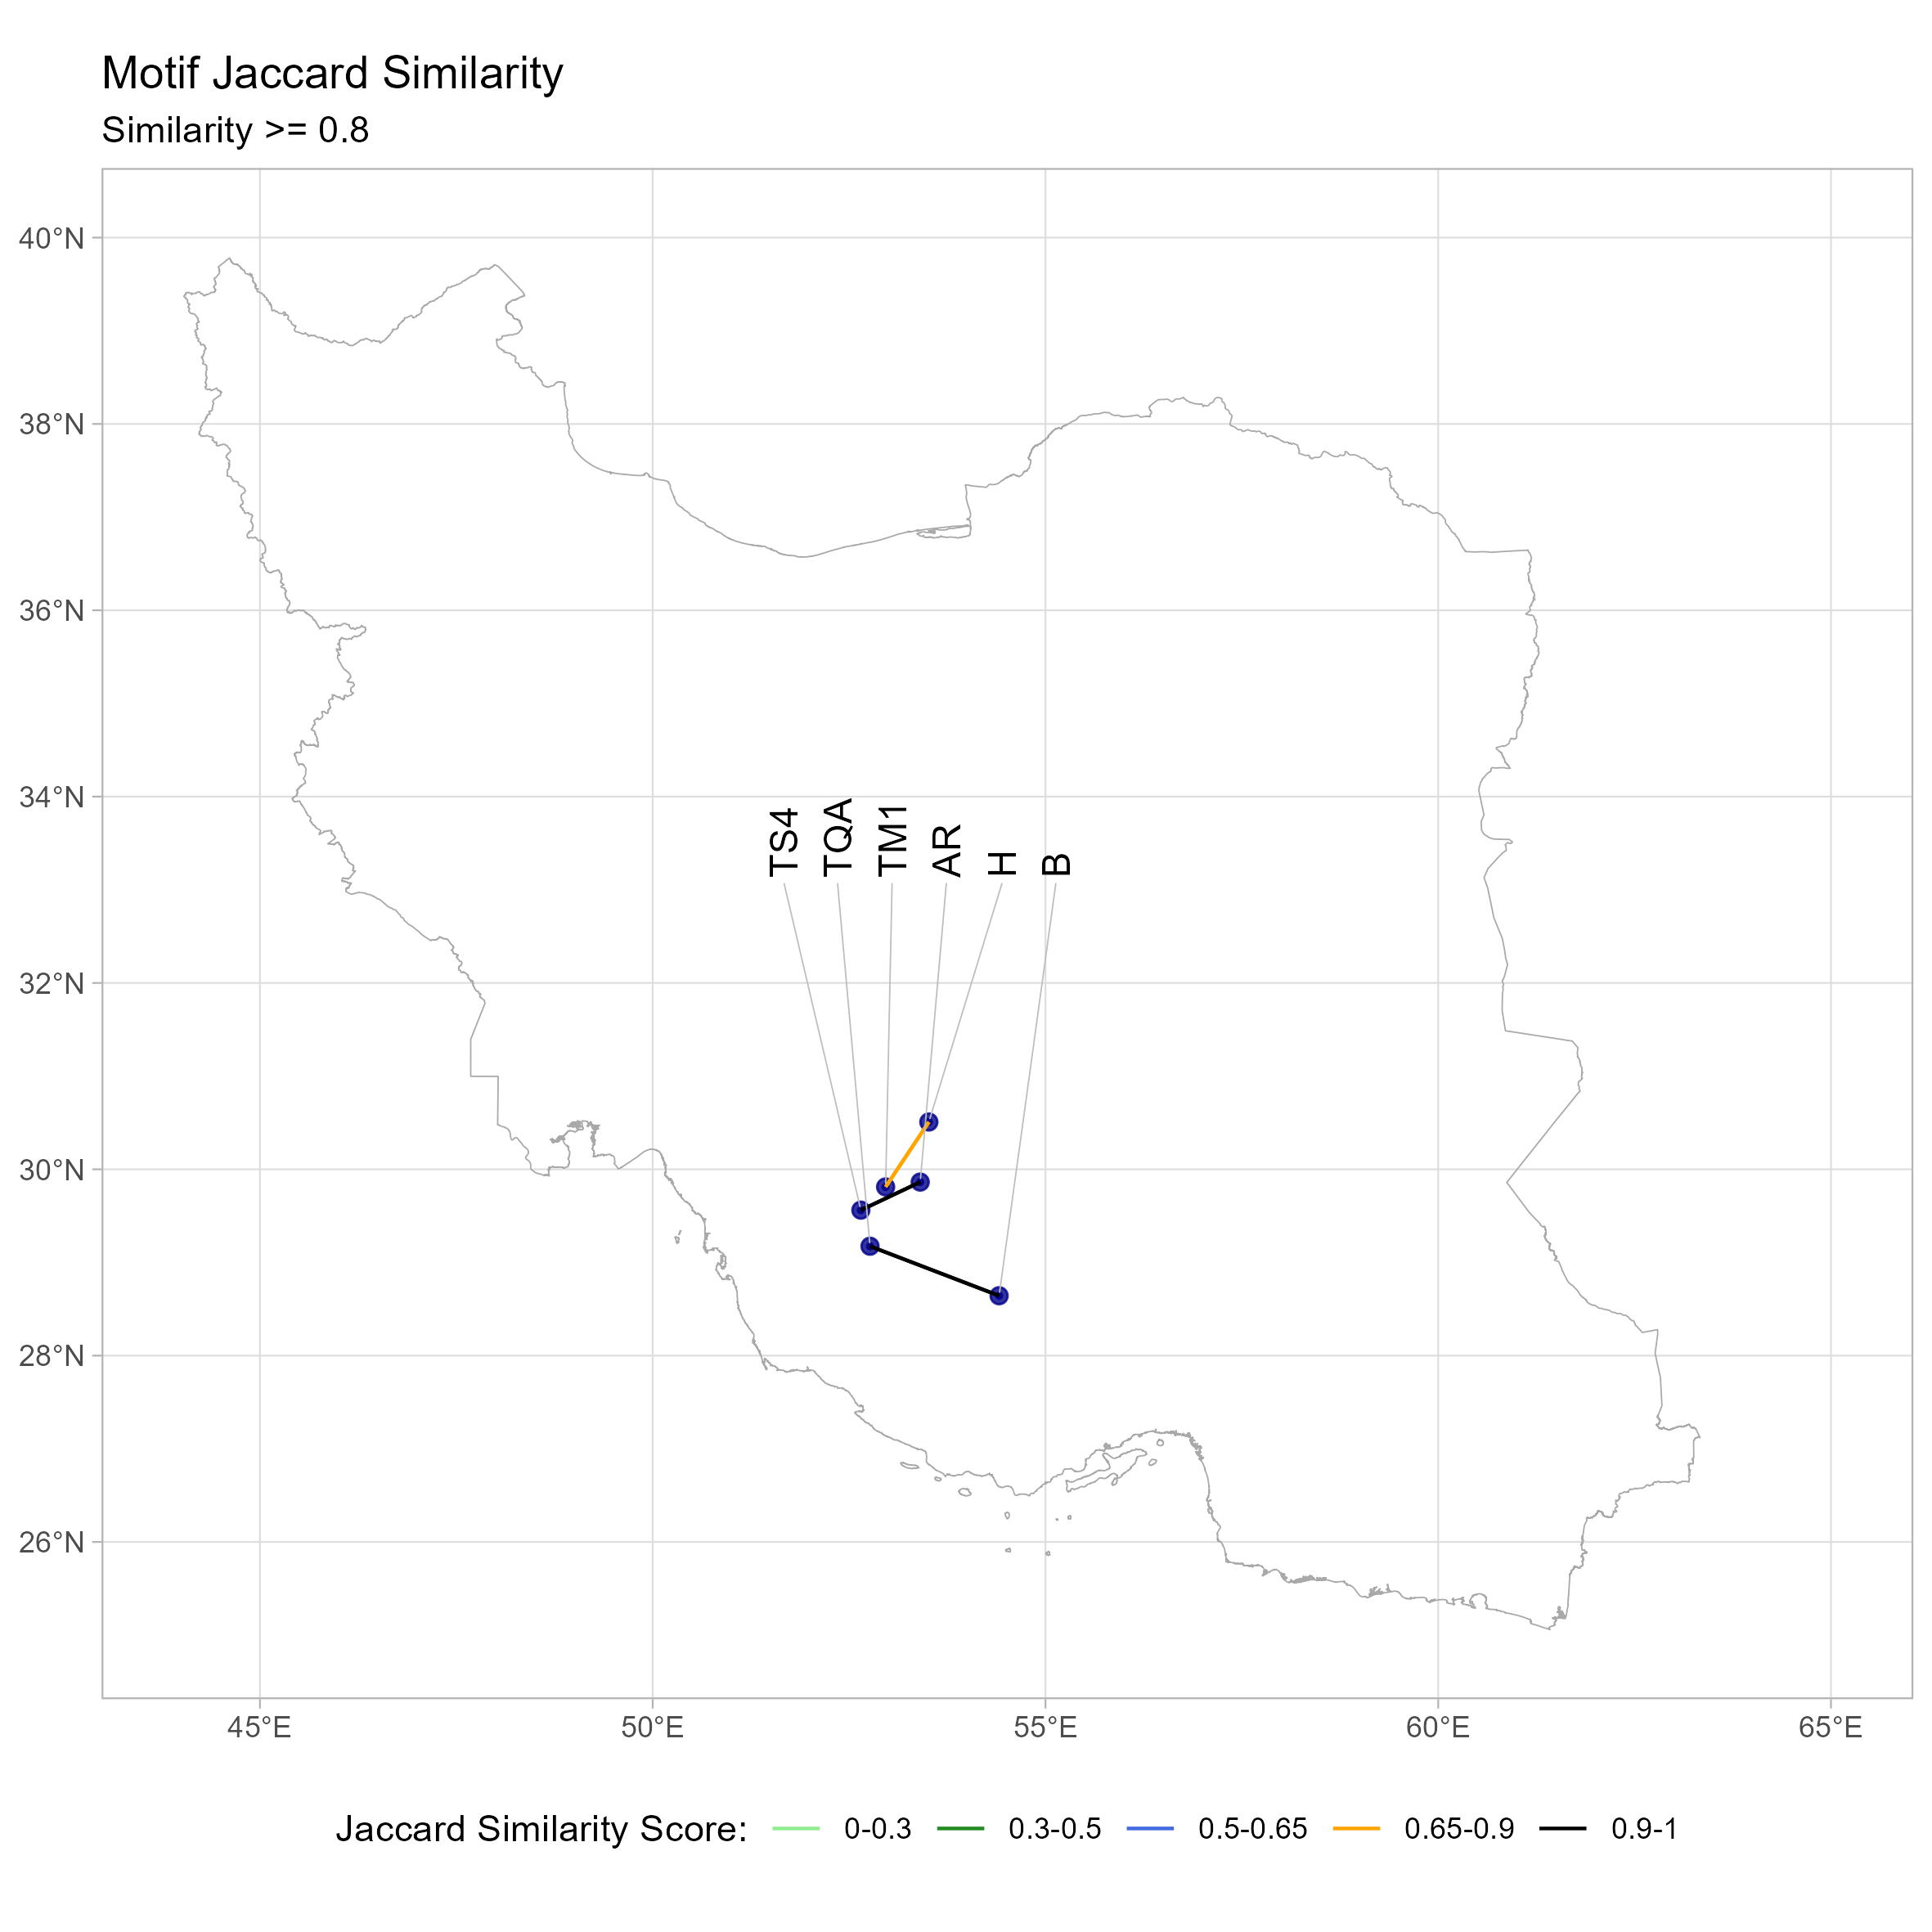 Motif Jaccard Similarity
Similarity >= 0.8
40°N
38°N
36°N
34°N
32°N
30°N
28°N
26°N
TS4
TQA
TM1
AR
H
B
45°E 50°E 55°E 60°E 65°E
Jaccard Similarity Score: 0-0.3 0.3-0.5 0.5-0.65 0.65-0.9 0.9-1